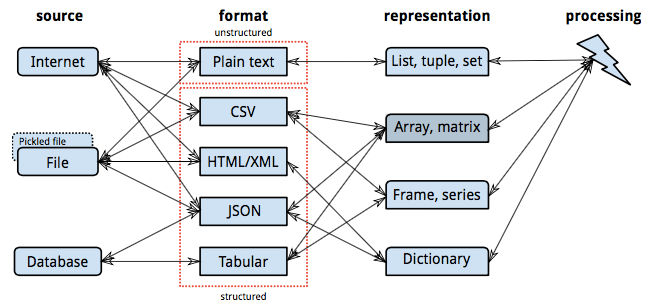 source format representation processing
unstructured
Internet Plain text List, tuple, set
CSV Array, matrix
Pickled file
File HTML/XML
Frame, series
JSON
Database Tabular Dictionary
structured